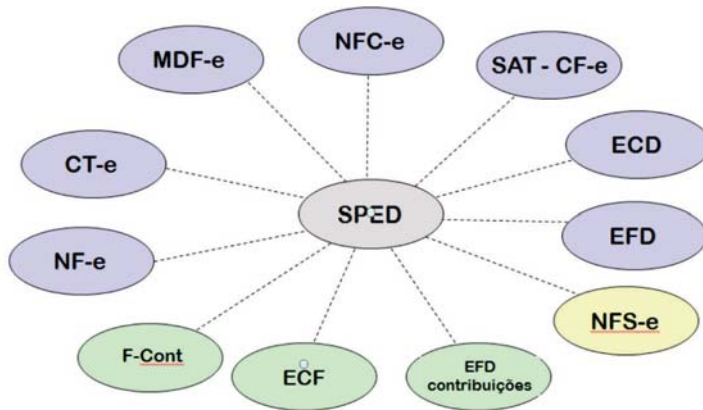 NFC-e
MDF-e
SAT - CF-e
CT-e
ECD
SPED
EFD
NF-e
NFS-e
F-Cont
ECF
EFD
contribuições